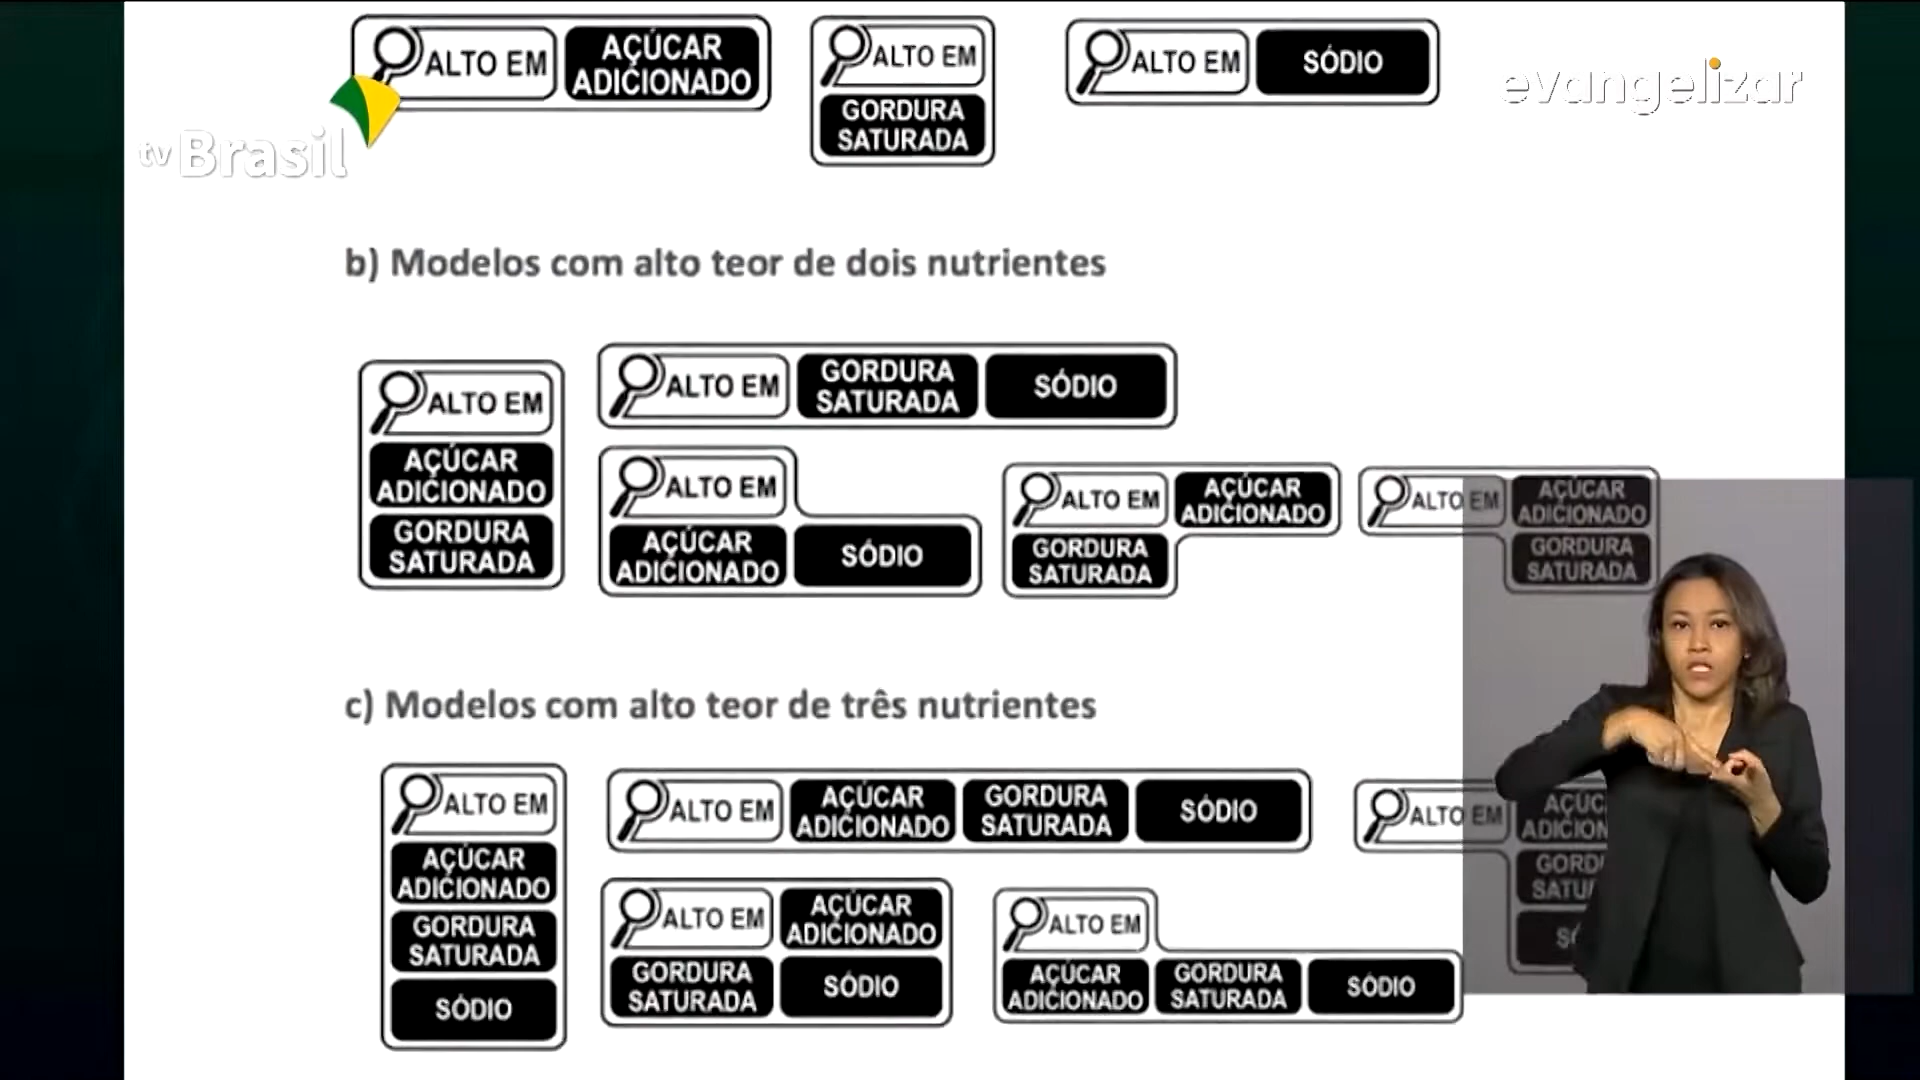 ALTO EM
AÇÚCAR
ADICIONADO
ALTO EM
GORDURA
SATURADA
ALTO EM
SÓDIO
evangelizar
tv Brasil
b) Modelos com alto teor de dois nutrientes
ALTO EM
AÇÚCAR
ADICIONADO
GORDURA
SATURADA
ALTO EM
GORDURA
SATURADA
SÓDIO
ALTO EM
AÇÚCAR
ADICIONADO
SÓDIO
ALTO EM
AÇÚCAR
ADICIONADO
GORDURA
SATURADA
ALTO EM
AÇÚCAR
ADICIONADO
GORDURA
SATURADA
c) Modelos com alto teor de três nutrientes
ALTO EM
AÇÚCAR
ADICIONADO
GORDURA
SATURADA
SÓDIO
ALTO EM
AÇÚCAR
ADICIONADO
GORDURA
SATURADA
SÓDIO
ALTO EM
ALTO EM
AÇÚCAR
ADICIONADO
GORDURA
SATURADA
SÓDIO
ALTO EM
AÇÚCAR
ADICIONADO
GORDURA
SATURADA
SÓDIO